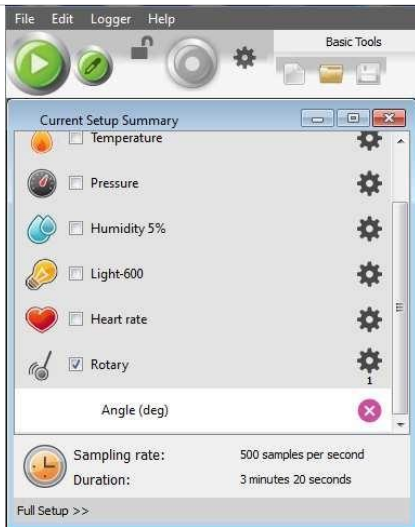 File Edit Logger Help
Basic Tools
Current Setup Summary
Temperature
Pressure
Humidity 5%
Light-600
Heart rate
Rotary
1
Angle (deg)
Sampling rate: 500 samples per second
Duration: 3 minutes 20 seconds
Full Setup >>